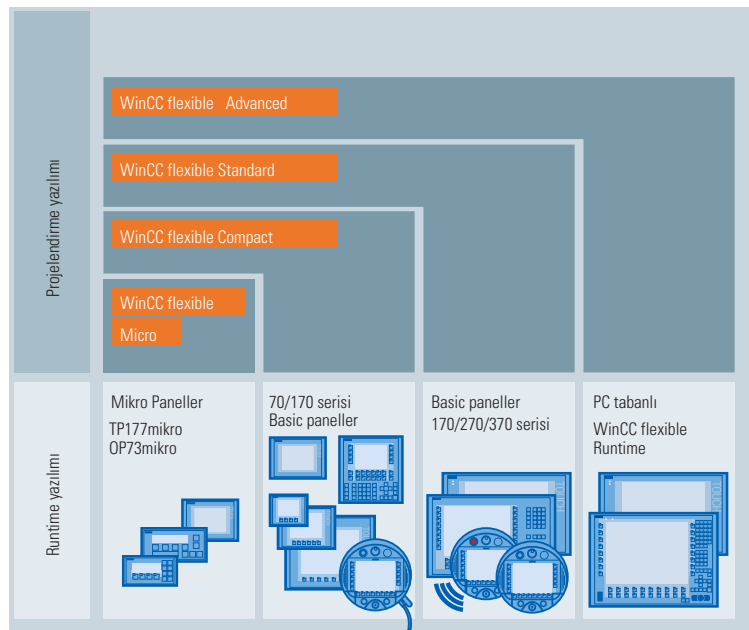 Projelendirme yazılımı
WinCC flexible Advanced
WinCC flexible Standard
WinCC flexible Compact
WinCC flexible
Micro
Runtime yazılımı
Mikro Paneller
TP177mikro
OP73mikro
70/170 serisi
Basic paneller
Basic paneller
170/270/370 serisi
PC tabanlı
WinCC flexible
Runtime